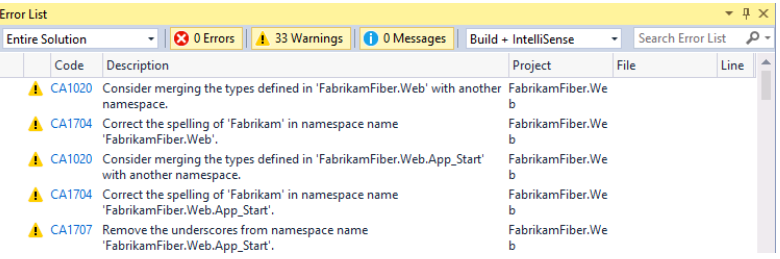 Error List
Entire Solution
0 Errors
33 Warnings
0 Messages
Build + IntelliSense
Search Error List
Code Description Project File Line
CA1020 Consider merging the types defined in 'FabrikamFiber.Web' with another FabrikamFiber.We
namespace. b
CA1704 Correct the spelling of 'Fabrikam' in namespace name FabrikamFiber.We
'FabrikamFiber.Web'. b
CA1020 Consider merging the types defined in 'FabrikamFiber.Web.App_Start' FabrikamFiber.We
with another namespace. b
CA1704 Correct the spelling of 'Fabrikam' in namespace name FabrikamFiber.We
'FabrikamFiber.Web.App_Start'. b
CA1707 Remove the underscores from namespace name FabrikamFiber.We
'FabrikamFiber.Web.App_Start'. b